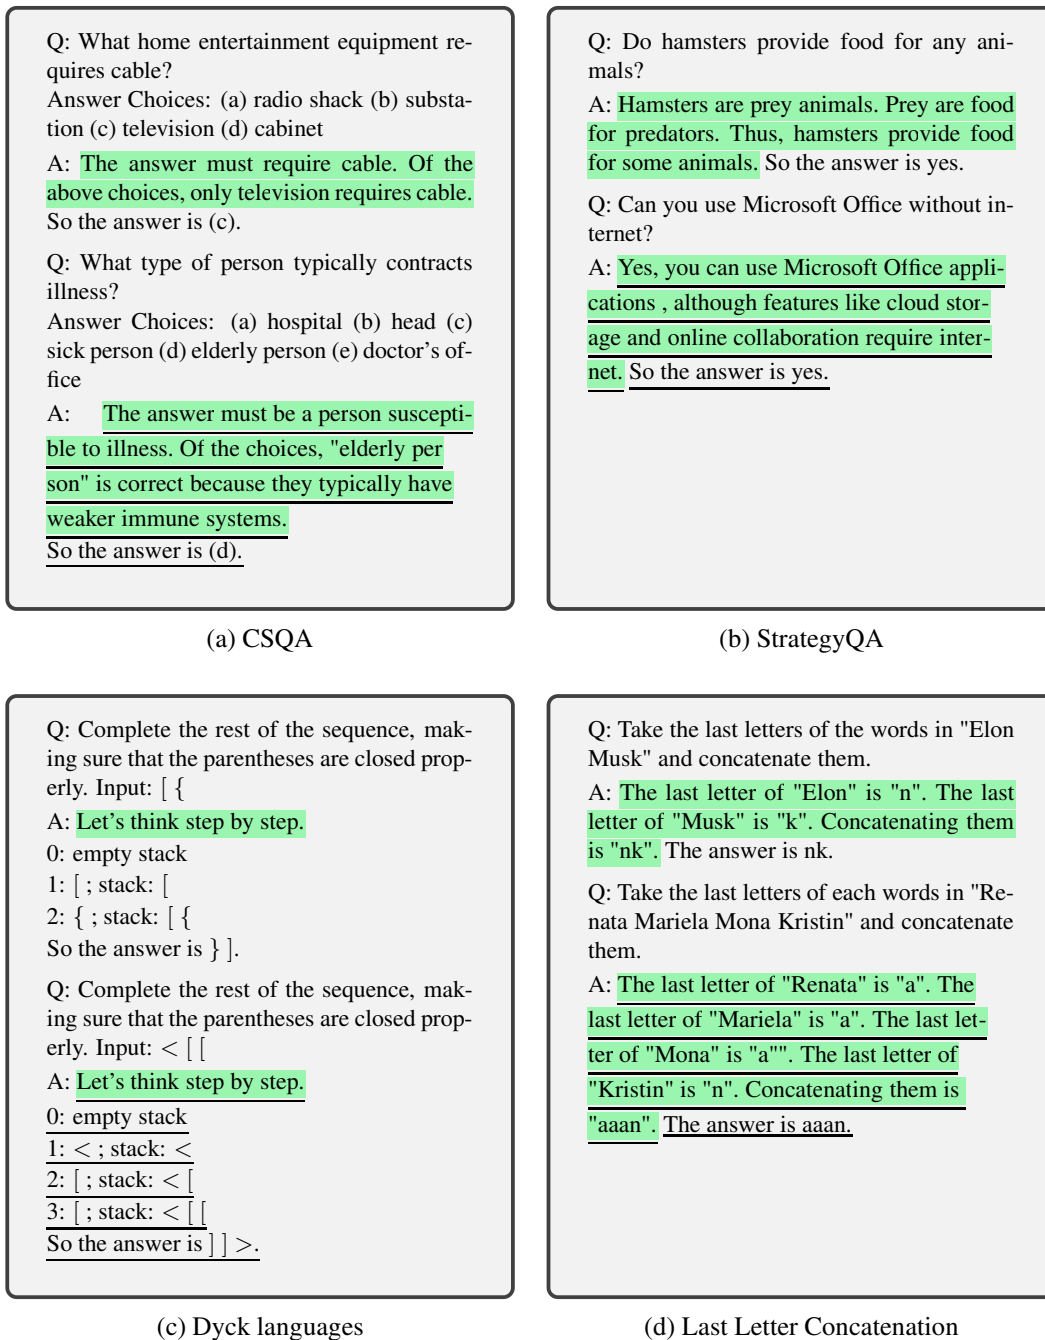 Q: What home entertainment equipment re-
quires cable?
Answer Choices: (a) radio shack (b) substa-
tion (c) television (d) cabinet
A: The answer must require cable. Of the
above choices, only television requires cable.
So the answer is (c).
Q: What type of person typically contracts
illness?
Answer Choices: (a) hospital (b) head (c)
sick person (d) elderly person (e) doctor's of-
fice
A: The answer must be a person suscepti-
ble to illness. Of the choices, "elderly per
son" is correct because they typically have
weaker immune systems.
So the answer is (d).
(a) CSQA
Q: Do hamsters provide food for any ani-
mals?
A: Hamsters are prey animals. Prey are food
for predators. Thus, hamsters provide food
for some animals. So the answer is yes.
Q: Can you use Microsoft Office without in-
ternet?
A: Yes, you can use Microsoft Office appli-
cations , although features like cloud stor-
age and online collaboration require inter-
net. So the answer is yes.
(b) StrategyQA
Q: Complete the rest of the sequence, mak-
ing sure that the parentheses are closed prop-
erly. Input: [ {
A: Let's think step by step.
0: empty stack
1: [ ; stack: [
2: { ; stack: [ {
So the answer is } ].
Q: Complete the rest of the sequence, mak-
ing sure that the parentheses are closed prop-
erly. Input: < [ [
A: Let's think step by step.
0: empty stack
1: < ; stack: <
2: [ ; stack: < [
3: [ ; stack: < [ [
So the answer is ] ] >.
(c) Dyck languages
Q: Take the last letters of the words in "Elon
Musk" and concatenate them.
A: The last letter of "Elon" is "n". The last
letter of "Musk" is "k". Concatenating them
is "nk". The answer is nk.
Q: Take the last letters of each words in "Re-
nata Mariela Mona Kristin" and concatenate
them.
A: The last letter of "Renata" is "a". The
last letter of "Mariela" is "a". The last let-
ter of "Mona" is "a"". The last letter of
"Kristin" is "n". Concatenating them is
"aaan". The answer is aaan.
(d) Last Letter Concatenation